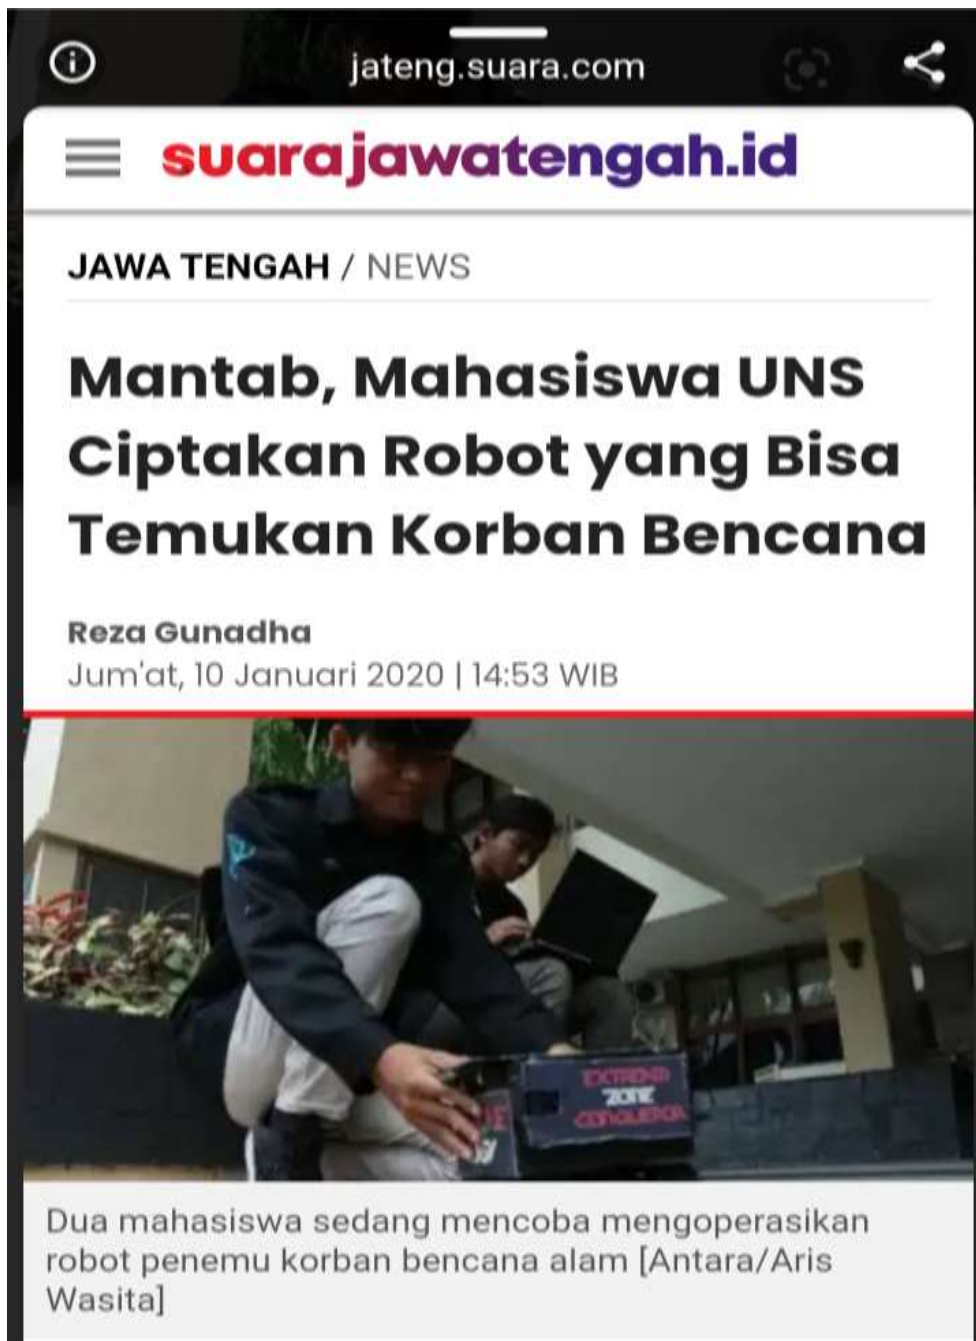 jateng.suara.com
suarajawatengah.id
JAWA TENGAH / NEWS
Mantab, Mahasiswa UNS
Ciptakan Robot yang Bisa
Temukan Korban Bencana
Reza Gunadha
Jum'at, 10 Januari 2020 | 14:53 WIB
ZONE
Dua mahasiswa sedang mencoba mengoperasikan
robot penemu korban bencana alam [Antara/Aris
Wasita]